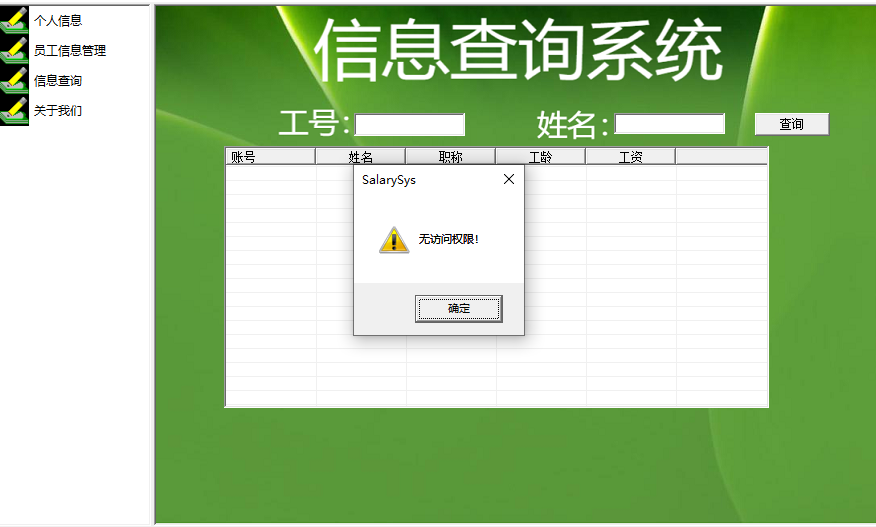 个人信息
员工信息管理
信息查询
关于我们
信息查询系统
工号：
姓名：
查询
账号 姓名 职称 工龄 工资
SalarySys
无访问权限！
确定